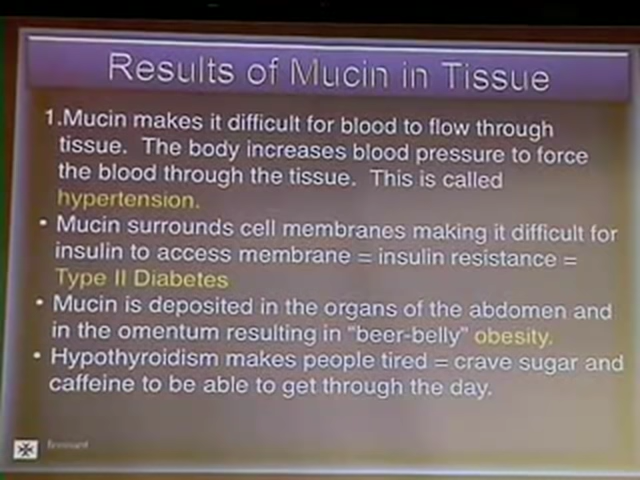 Results of Mucin in Tissue
1.Mucin makes it difficult for blood to flow through
tissue. The body increases blood pressure to force
the blood through the tissue. This is called
hypertension.
• Mucin surrounds cell membranes making it difficult for
insulin to access membrane = insulin resistance =
Type II Diabetes
• Mucin is deposited in the organs of the abdomen and
in the omentum resulting in "beer-belly" obesity.
• Hypothyroidism makes people tired = crave sugar and
caffeine to be able to get through the day.